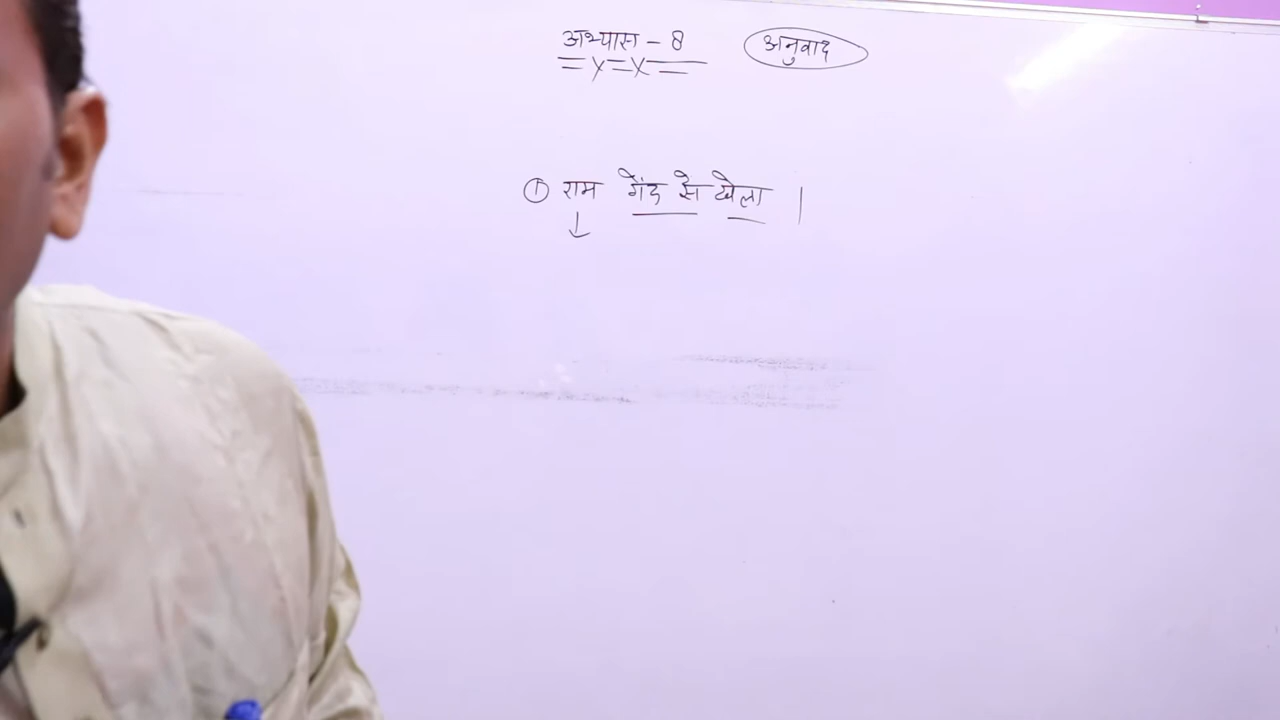 अभ्यास - 8 अनुवाद
① राम गेंद से खेला ।